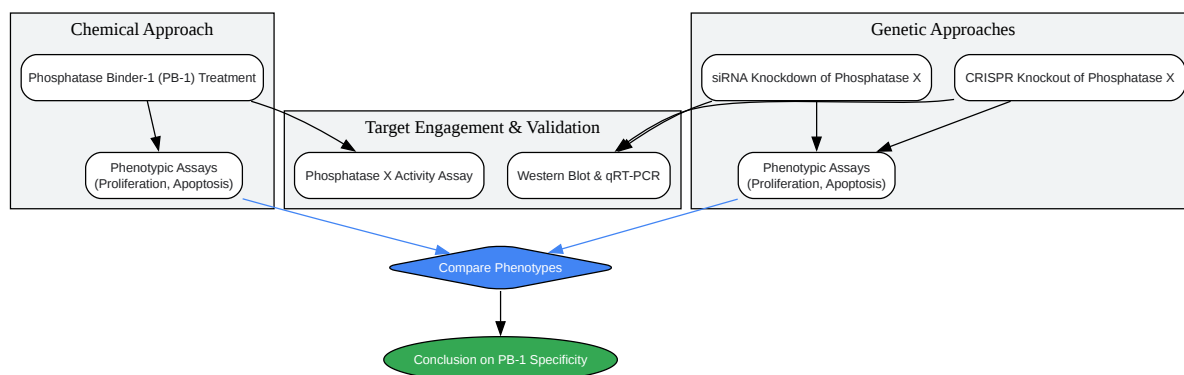 Chemical Approach
Genetic Approaches
Phosphatase Binder-1 (PB-1) Treatment
siRNA Knockdown of Phosphatase X
CRISPR Knockout of Phosphatase X
Target Engagement & Validation
Phenotypic Assays
(Proliferation, Apoptosis)
Phosphatase X Activity Assay
Western Blot & qRT-PCR
Phenotypic Assays
(Proliferation, Apoptosis)
Compare Phenotypes
Conclusion on PB-1 Specificity